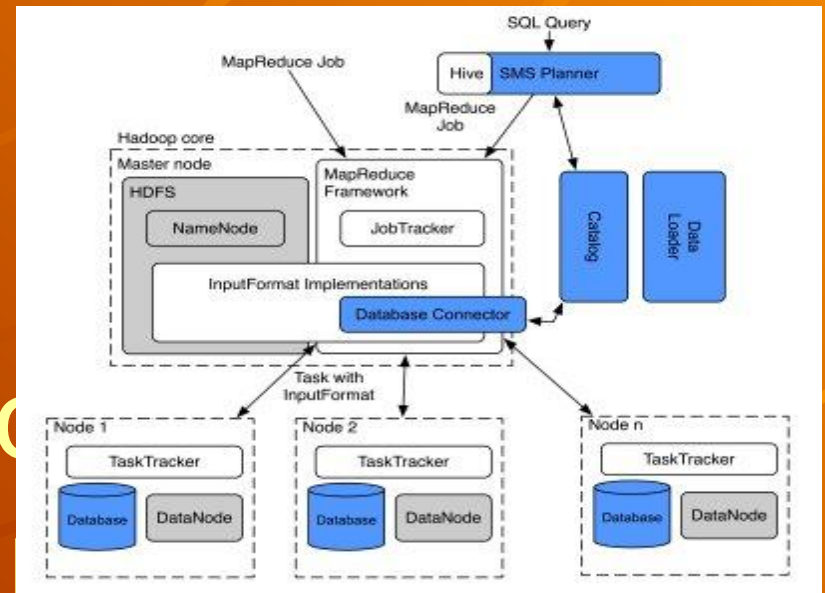 SQL Query
MapReduce Job
Hive
SMS Planner
MapReduce
Job
Hadoop core
Master node
HDFS
MapReduce
Framework
NameNode
JobTracker
Catalog
Data
Loader
InputFormat Implementations
Database Connector
Task with
InputFormat
Node 1
TaskTracker
Database
DataNode
Node 2
TaskTracker
Database
DataNode
Node n
TaskTracker
Database
DataNode